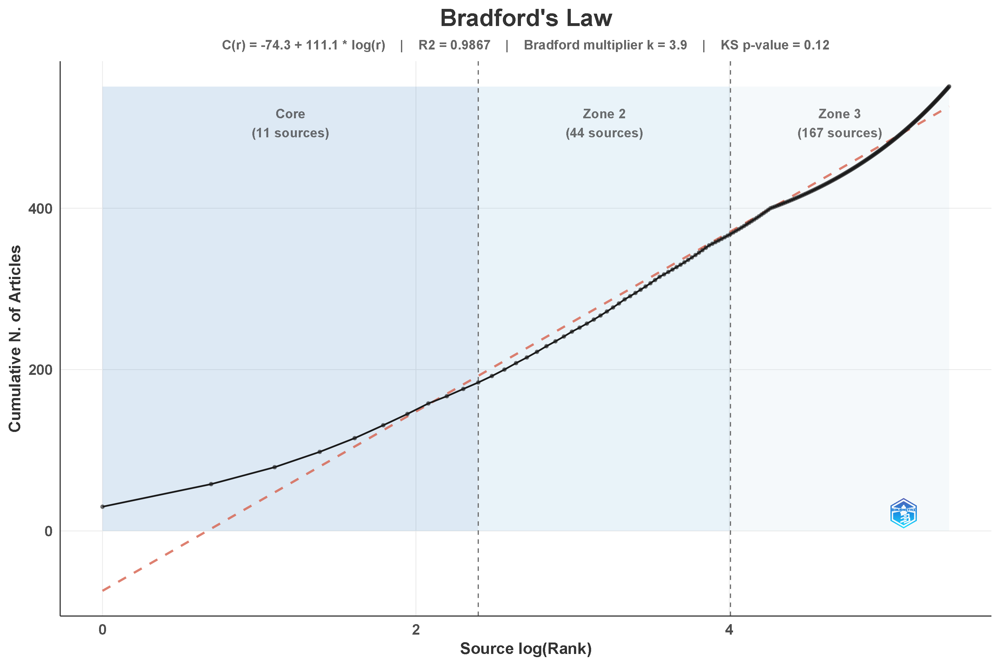 Bradford's Law
C(r) = -74.3 + 111.1 * log(r) | R2 = 0.9867 | Bradford multiplier k = 3.9 | KS p-value = 0.12
Core
(11 sources)
Zone 2
(44 sources)
Zone 3
(167 sources)
Cumulative N. of Articles
400
200
0
BIBLIOMETRIX
0 2 4
Source log(Rank)